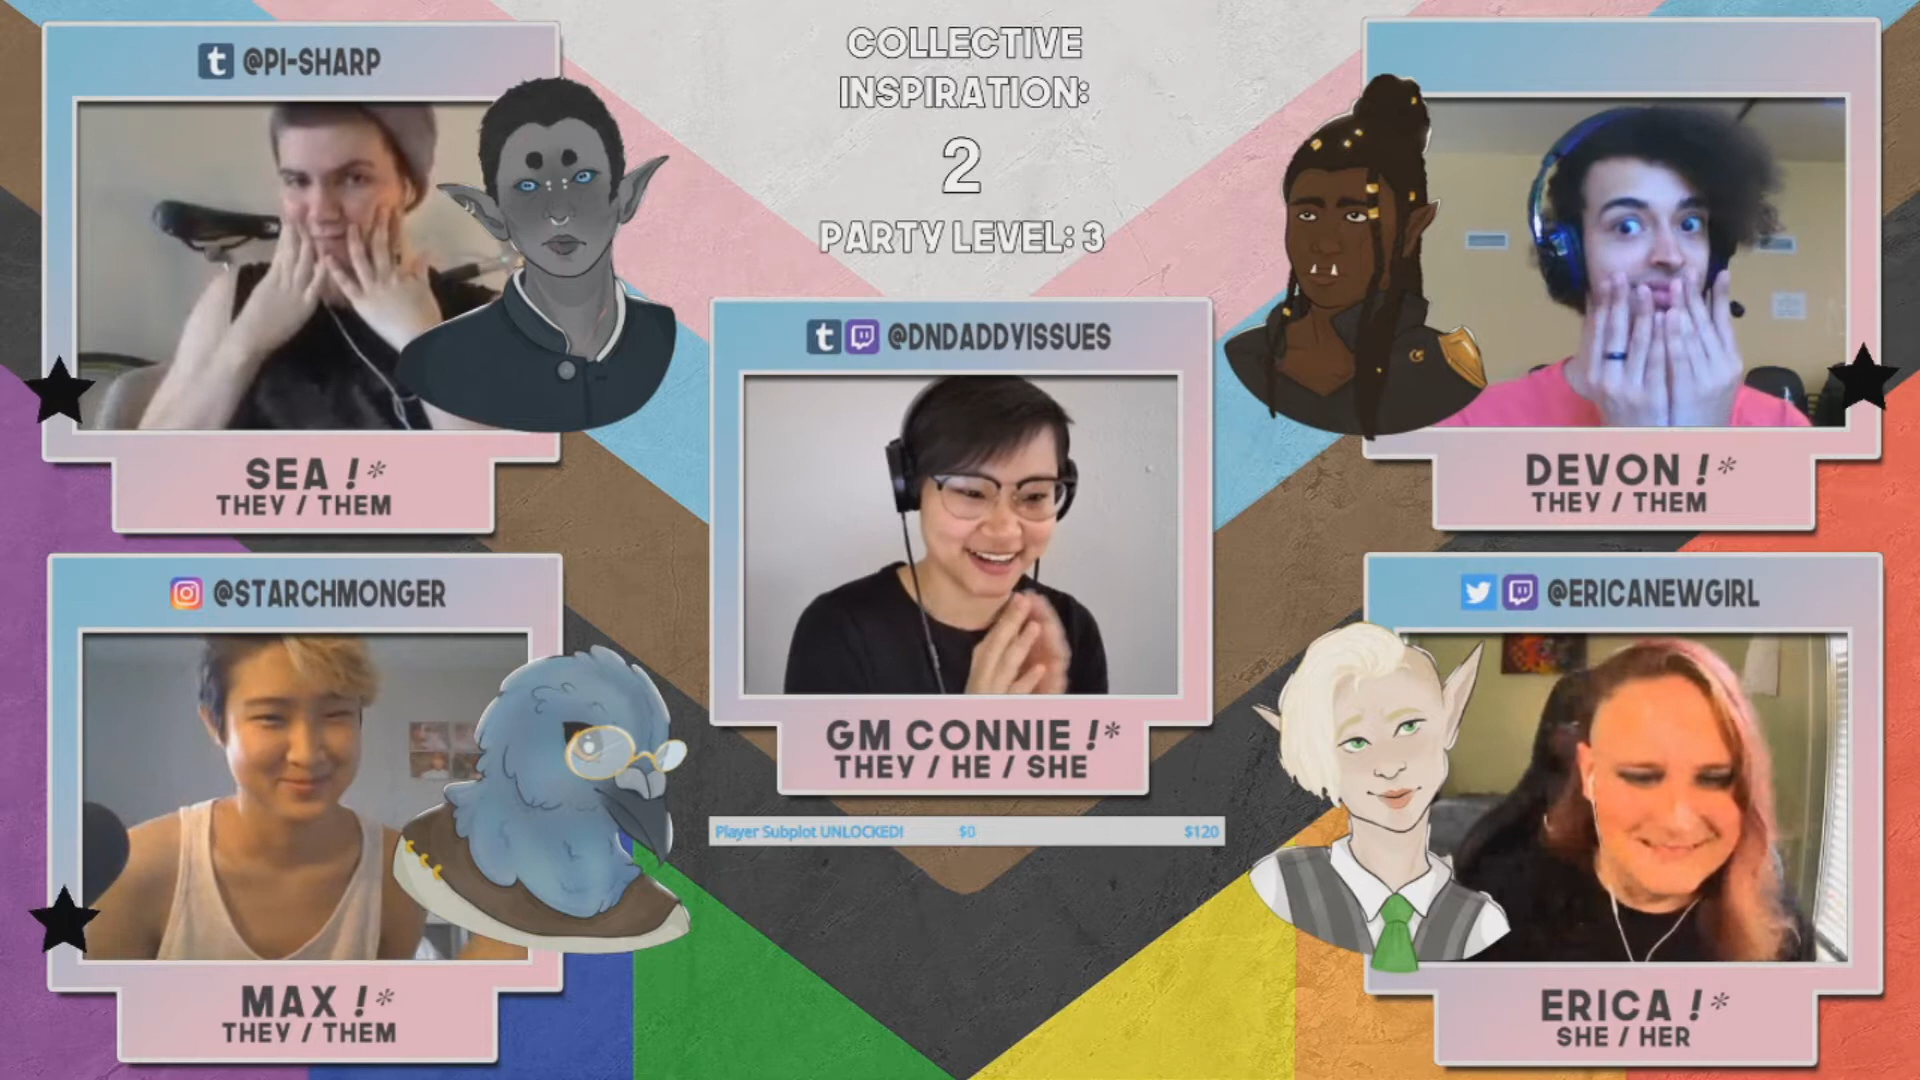 @PI-SHARP
COLLECTIVE
INSPIRATION:
2
PARTY LEVEL: 3
SEA !*
THEY / THEM
@DNDADDYISSUES
GM CONNIE !*
THEY / HE / SHE
DEVON !*
THEY / THEM
@STARCHMONGER
MAX !*
THEY / THEM
Player Subplot UNLOCKED! $0 $120
@ERICANEWGIRL
ERICA !*
SHE / HER